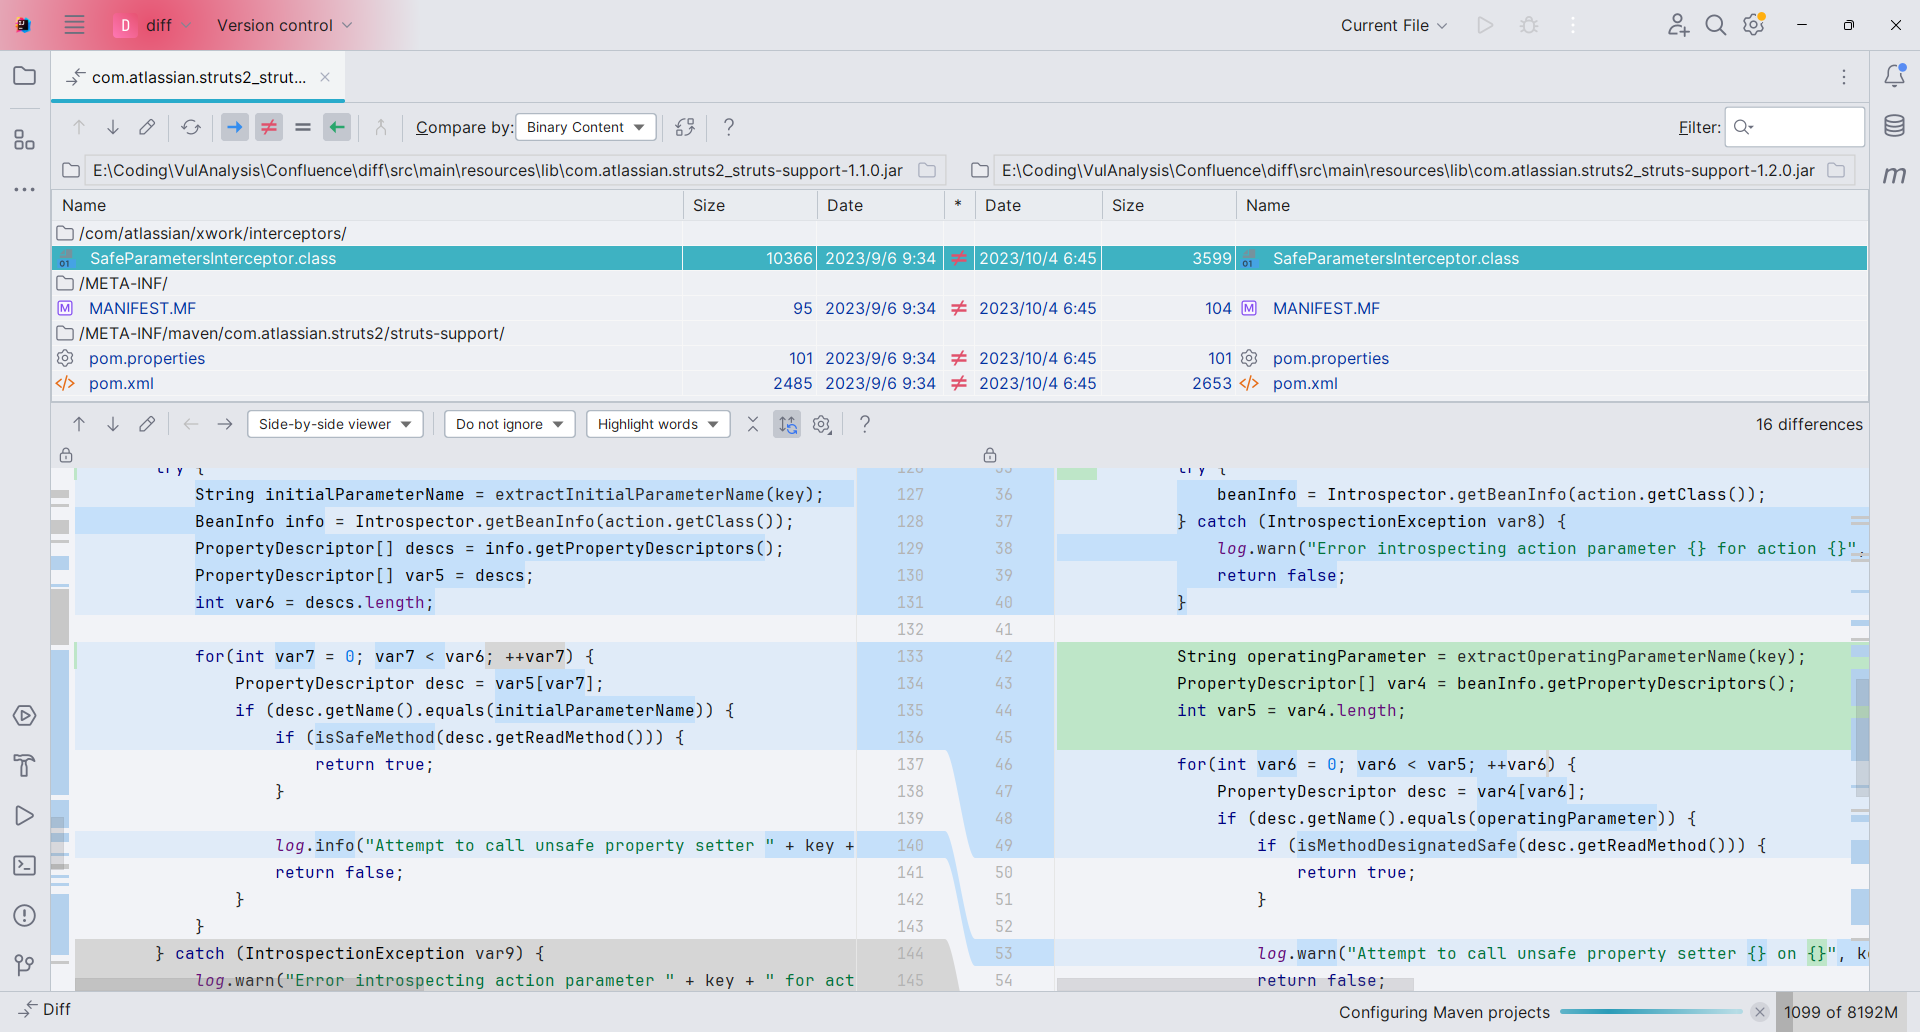 D diff Version control Current File
com.atlassian.struts2_strut...
Compare by: Binary Content ? Filter:
E:\Coding\VulAnalysis\Confluence\diff\src\main\resources\lib\com.atlassian.struts2_struts-support-1.1.0.jar E:\Coding\VulAnalysis\Confluence\diff\src\main\resources\lib\com.atlassian.struts2_struts-support-1.2.0.jar
Name Size Date * Date Size Name
/com/atlassian/xwork/interceptors/
SafeParametersInterceptor.class 10366 2023/9/6 9:34 ≠ 2023/10/4 6:45 3599 SafeParametersInterceptor.class
/META-INF/
MANIFEST.MF 95 2023/9/6 9:34 ≠ 2023/10/4 6:45 104 MANIFEST.MF
/META-INF/maven/com.atlassian.struts2/struts-support/
pom.properties 101 2023/9/6 9:34 ≠ 2023/10/4 6:45 101 pom.properties
pom.xml 2485 2023/9/6 9:34 ≠ 2023/10/4 6:45 2653 pom.xml
Side-by-side viewer Do not ignore Highlight words ? 16 differences
try {
String initialParameterName = extractInitialParameterName(key);
BeanInfo info = Introspector.getBeanInfo(action.getClass());
PropertyDescriptor[] descs = info.getPropertyDescriptors();
PropertyDescriptor[] var5 = descs;
int var6 = descs.length;
for(int var7 = 0; var7 < var6; ++var7) {
PropertyDescriptor desc = var5[var7];
if (desc.getName().equals(initialParameterName)) {
if (isSafeMethod(desc.getReadMethod())) {
return true;
}
log.info("Attempt to call unsafe property setter " + key +
return false;
}
}
} catch (IntrospectionException var9) {
log.warn("Error introspecting action parameter " + key + " for act
126 35
127 36
128 37
129 38
130 39
131 40
132 41
133 42
134 43
135 44
136 45
137 46
138 47
139 48
140 49
141 50
142 51
143 52
144 53
145 54
try {
beanInfo = Introspector.getBeanInfo(action.getClass());
} catch (IntrospectionException var8) {
log.warn("Error introspecting action parameter {} for action {}",
return false;
}
String operatingParameter = extractOperatingParameterName(key);
PropertyDescriptor[] var4 = beanInfo.getPropertyDescriptors();
int var5 = var4.length;
for(int var6 = 0; var6 < var5; ++var6) {
PropertyDescriptor desc = var4[var6];
if (desc.getName().equals(operatingParameter)) {
if (isMethodDesignatedSafe(desc.getReadMethod())) {
return true;
}
log.warn("Attempt to call unsafe property setter {} on {}", k
return false;
Diff Configuring Maven projects 1099 of 8192M